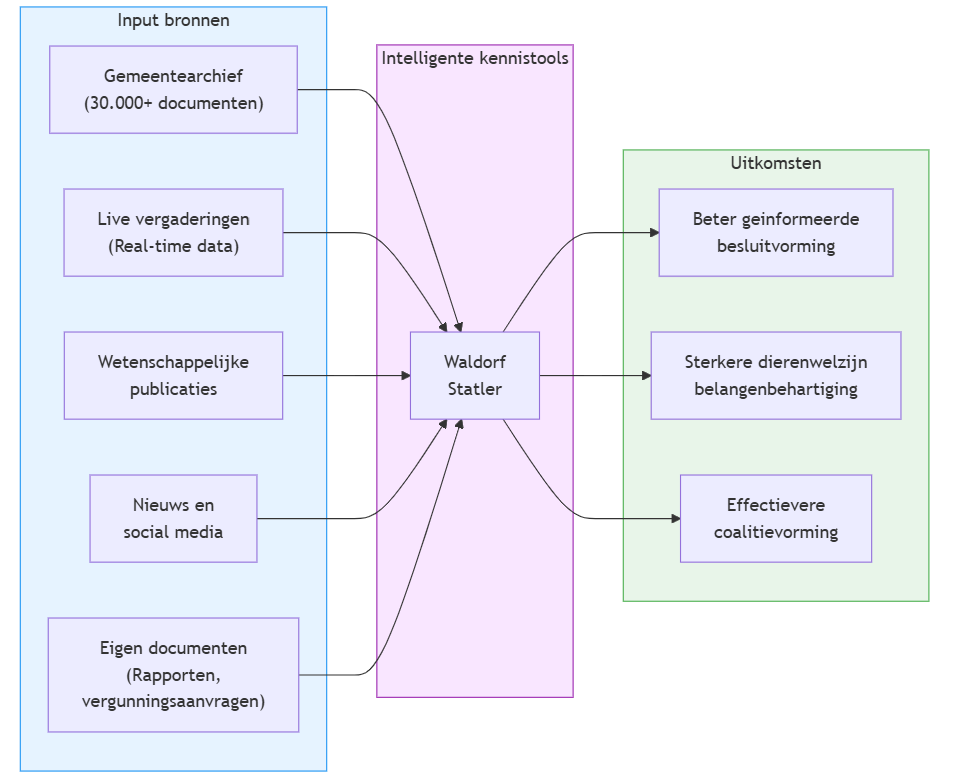 Input bronnen
Gemeentearchief
(30.000+ documenten)
Live vergaderingen
(Real-time data)
Wetenschappelijke
publicaties
Nieuws en
social media
Eigen documenten
(Rapporten,
vergunningsaanvragen)
Intelligente kennistools
Waldorf
Statler
Uitkomsten
Beter geinformeerde
besluitvorming
Sterkere dierenwelzijn
belangenbehartiging
Effectievere
coalitievorming